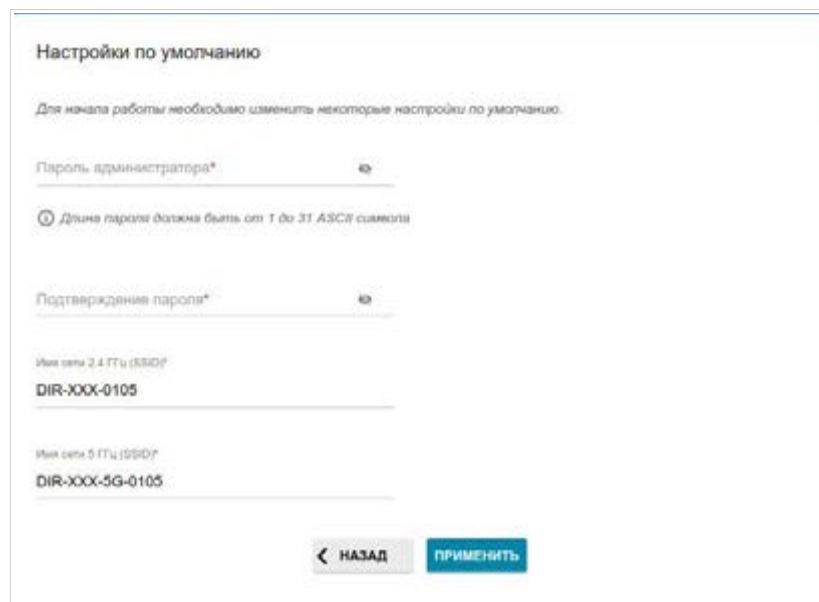 Настройки по умолчанию
Для начала работы необходимо изменить некоторые настройки по умолчанию.
Пароль администратора*
Длина пароля должна быть от 1 до 31 ASCII символа
Подтверждение пароля*
Имя сети 2.4 ГГц (SSID)*
DIR-XXX-0105
Имя сети 5 ГГц (SSID)*
DIR-XXX-5G-0105
НАЗАД
ПРИМЕНИТЬ